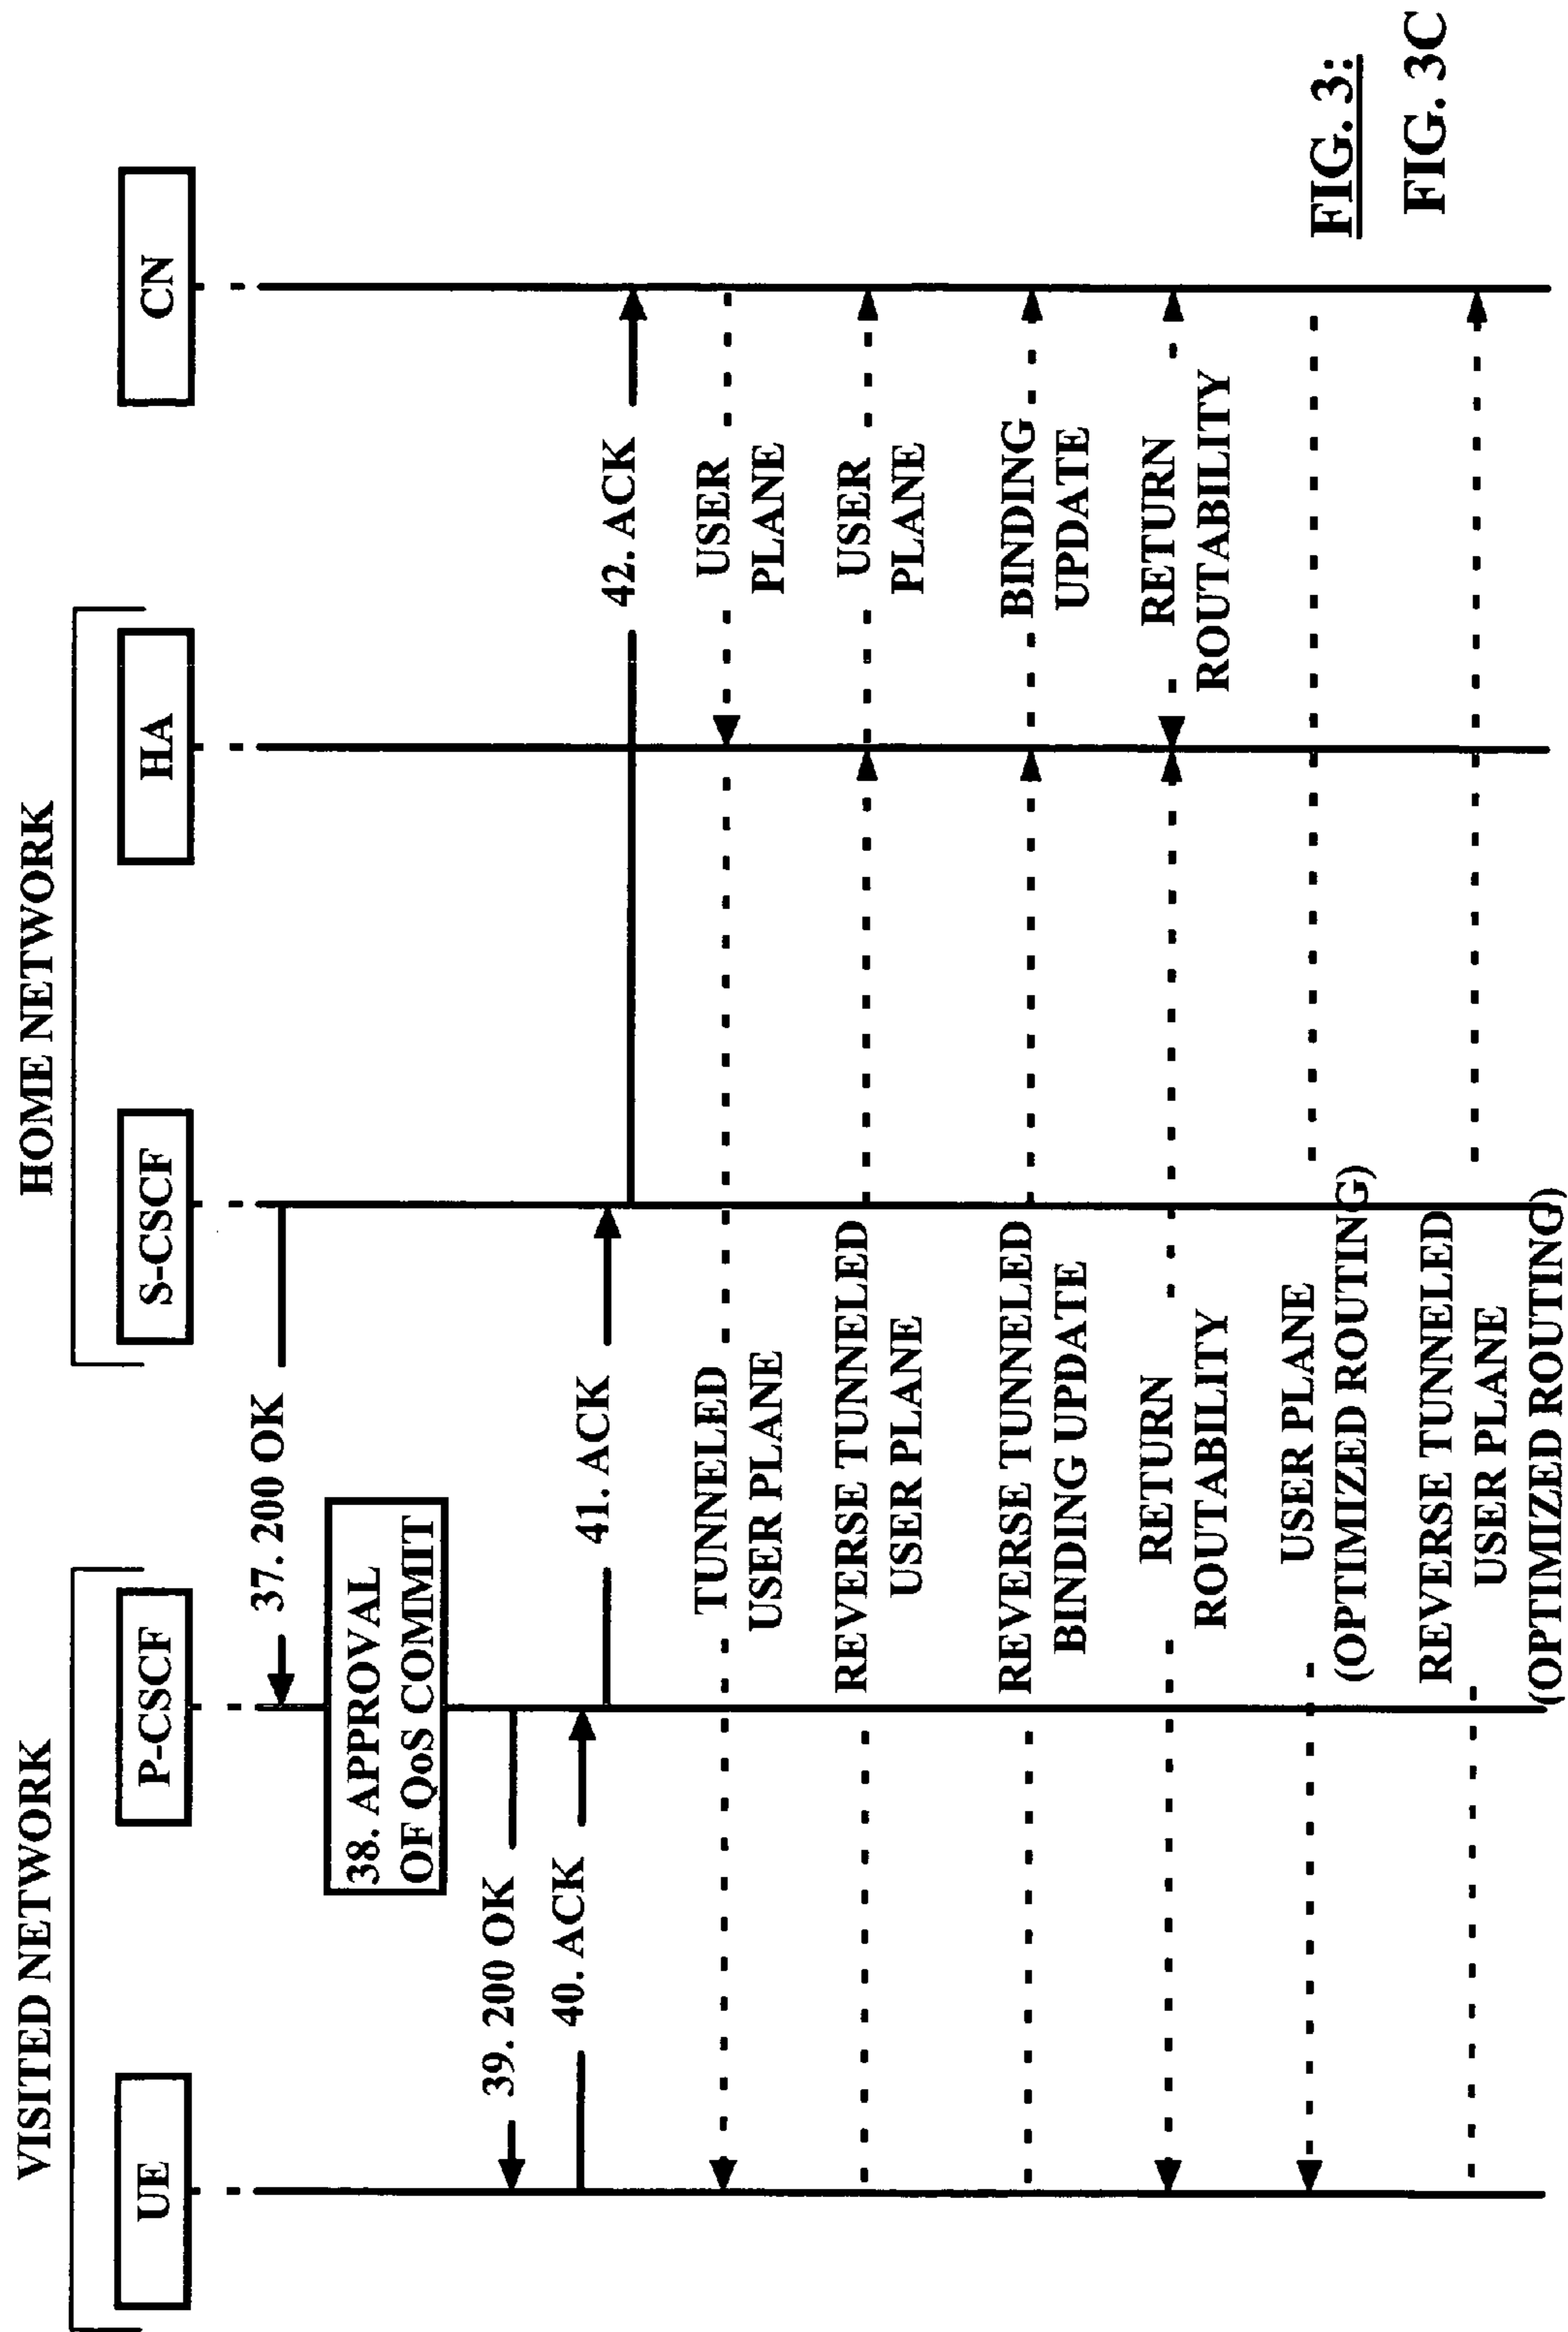 VISITED NETWORK
HOME NETWORK
UE
P-CSCF
S-CSCF
HA
CN
37. 200 OK
38. APPROVAL
OF QoS COMMIT
39. 200 OK
40. ACK
41. ACK
42. ACK
TUNNELED
USER PLANE
USER
PLANE
REVERSE TUNNELED
USER PLANE
USER
PLANE
REVERSE TUNNELED
BINDING UPDATE
BINDING
UPDATE
RETURN
ROUTABILITY
RETURN
ROUTABILITY
USER PLANE
(OPTIMIZED ROUTING)
REVERSE TUNNELED
USER PLANE
(OPTIMIZED ROUTING)
FIG. 3:
FIG. 3C